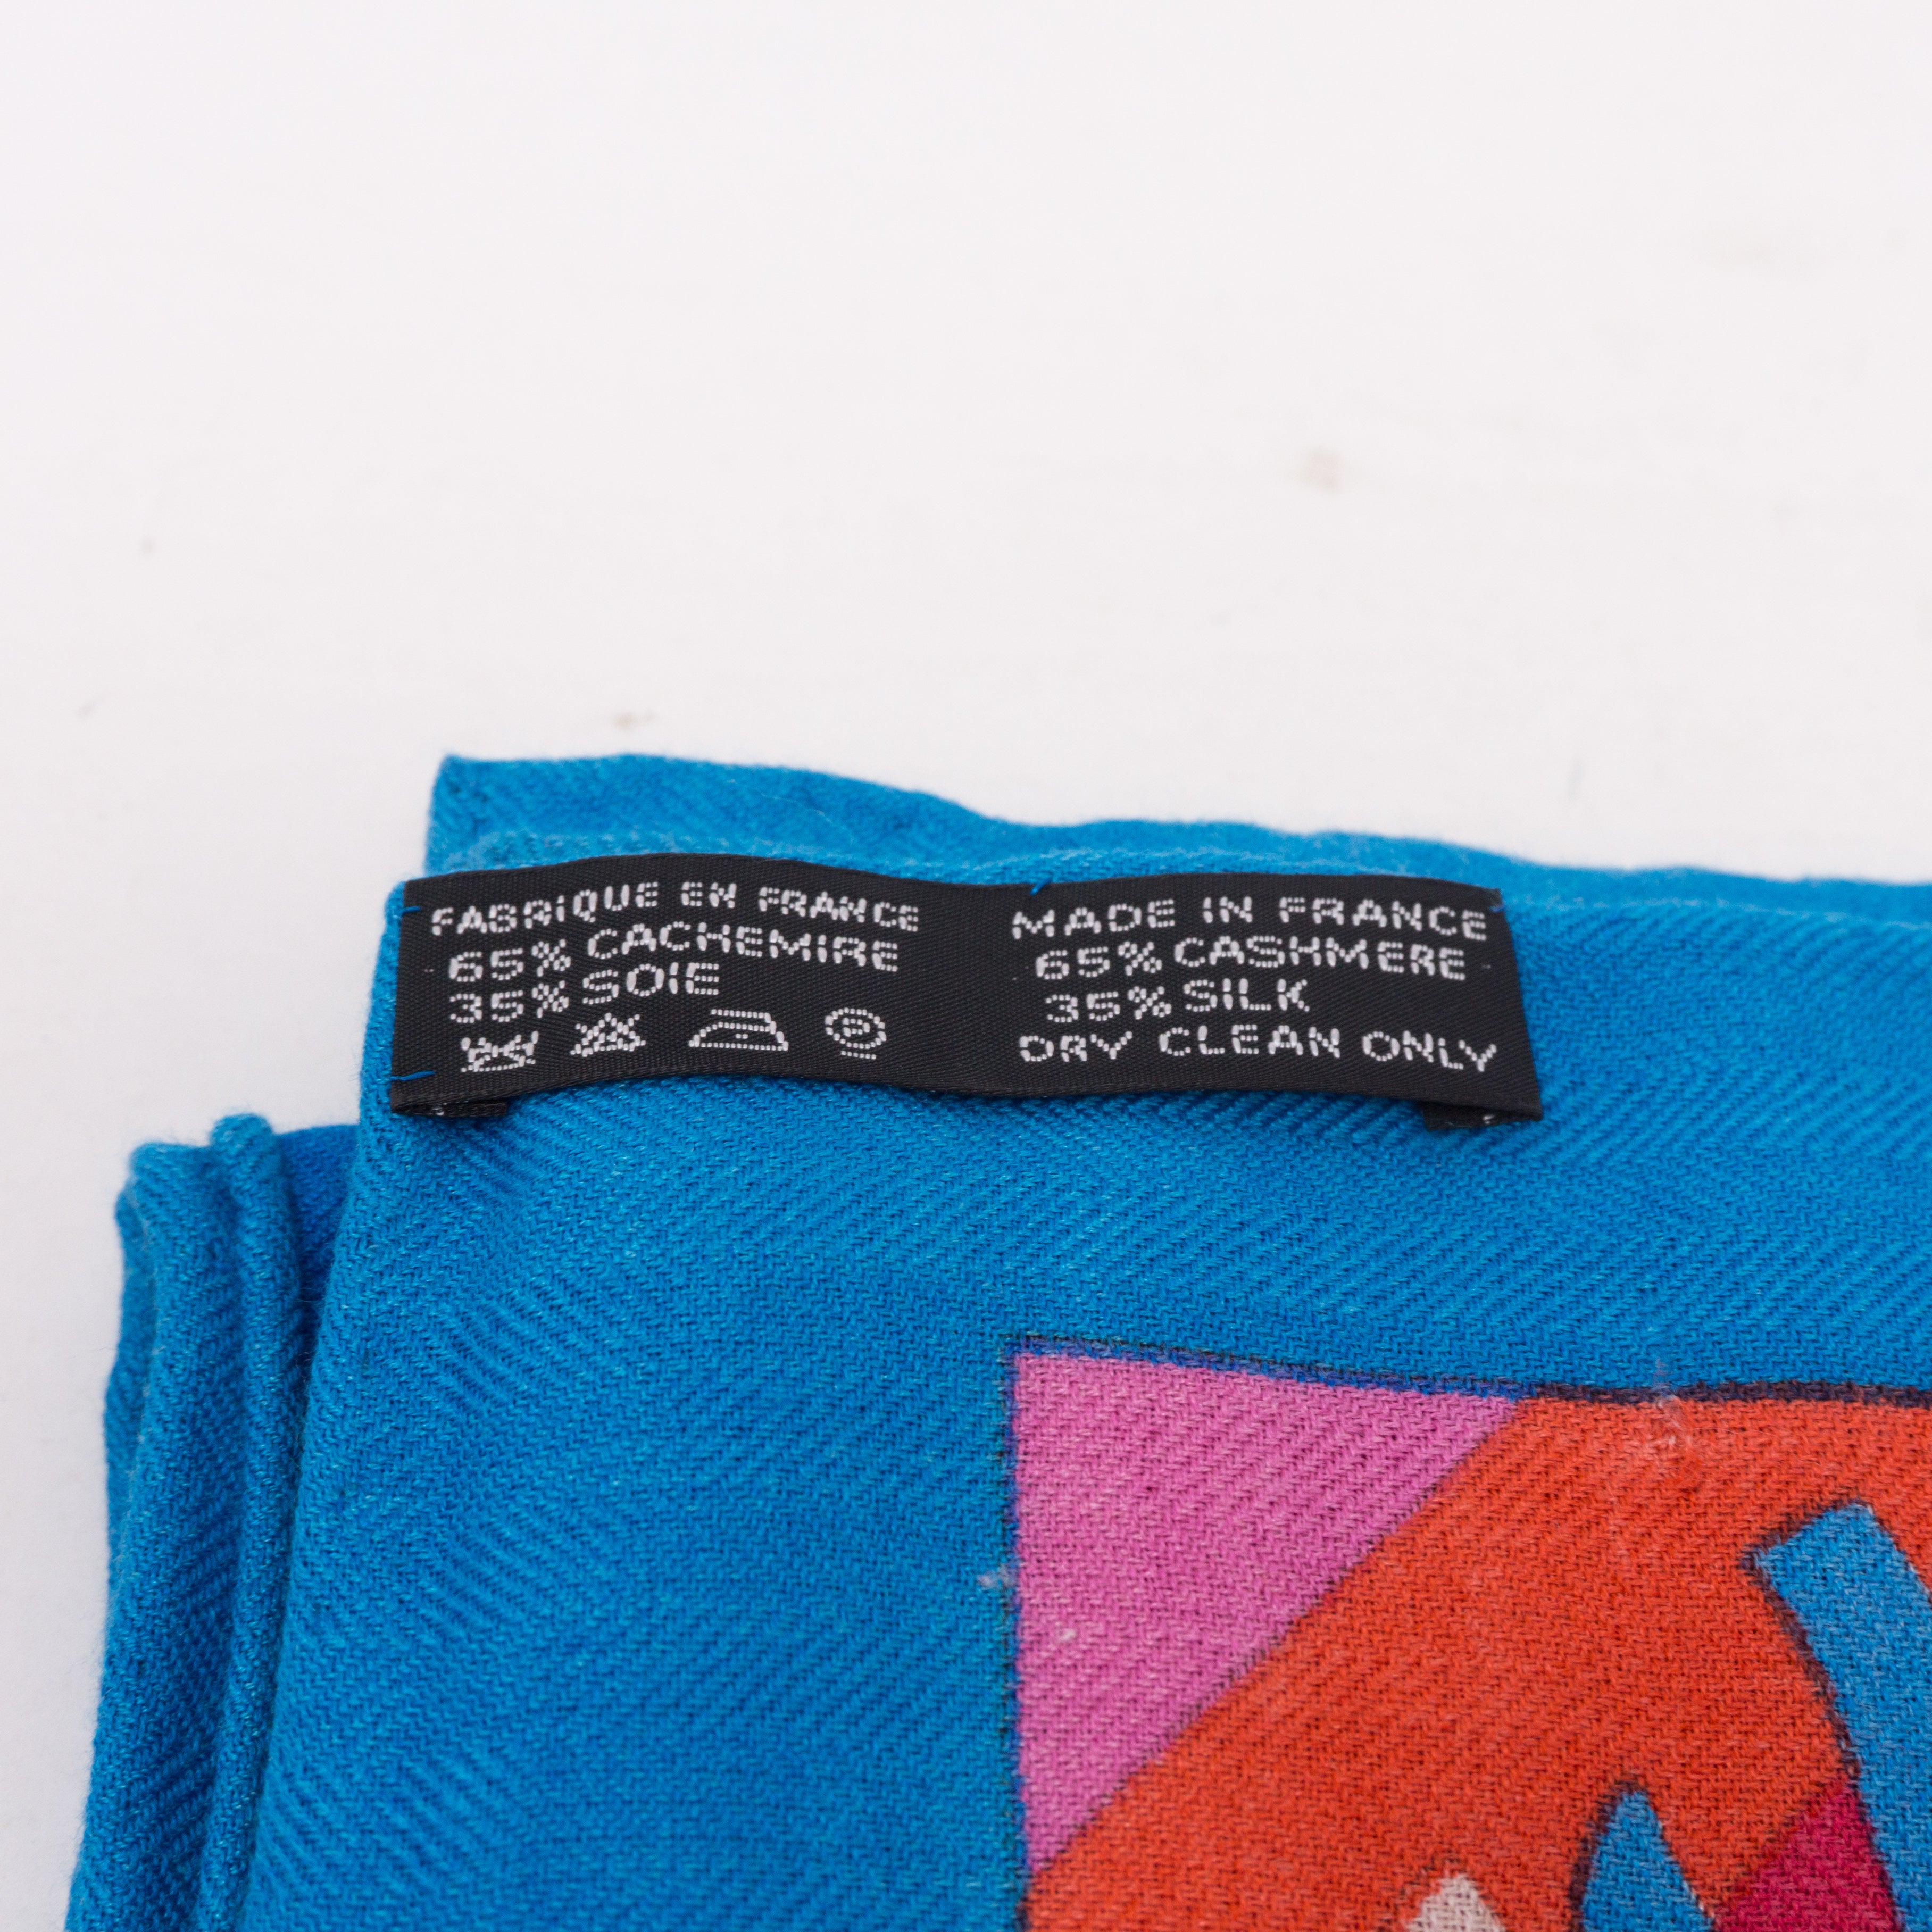 FABRIQUE EN FRANCE
65% CACHEMIRE
35% SOIE
MADE IN FRANCE
65% CASHMERE
35% SILK
DRY CLEAN ONLY